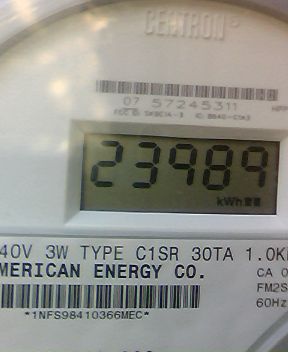 CENTRON
07 57245311
23989
kWh
40V 3W TYPE C1SR 30TA 1.0K
MERICAN ENERGY CO.
CA 0
FM2S
60Hz
*1NFS98410366MEC*